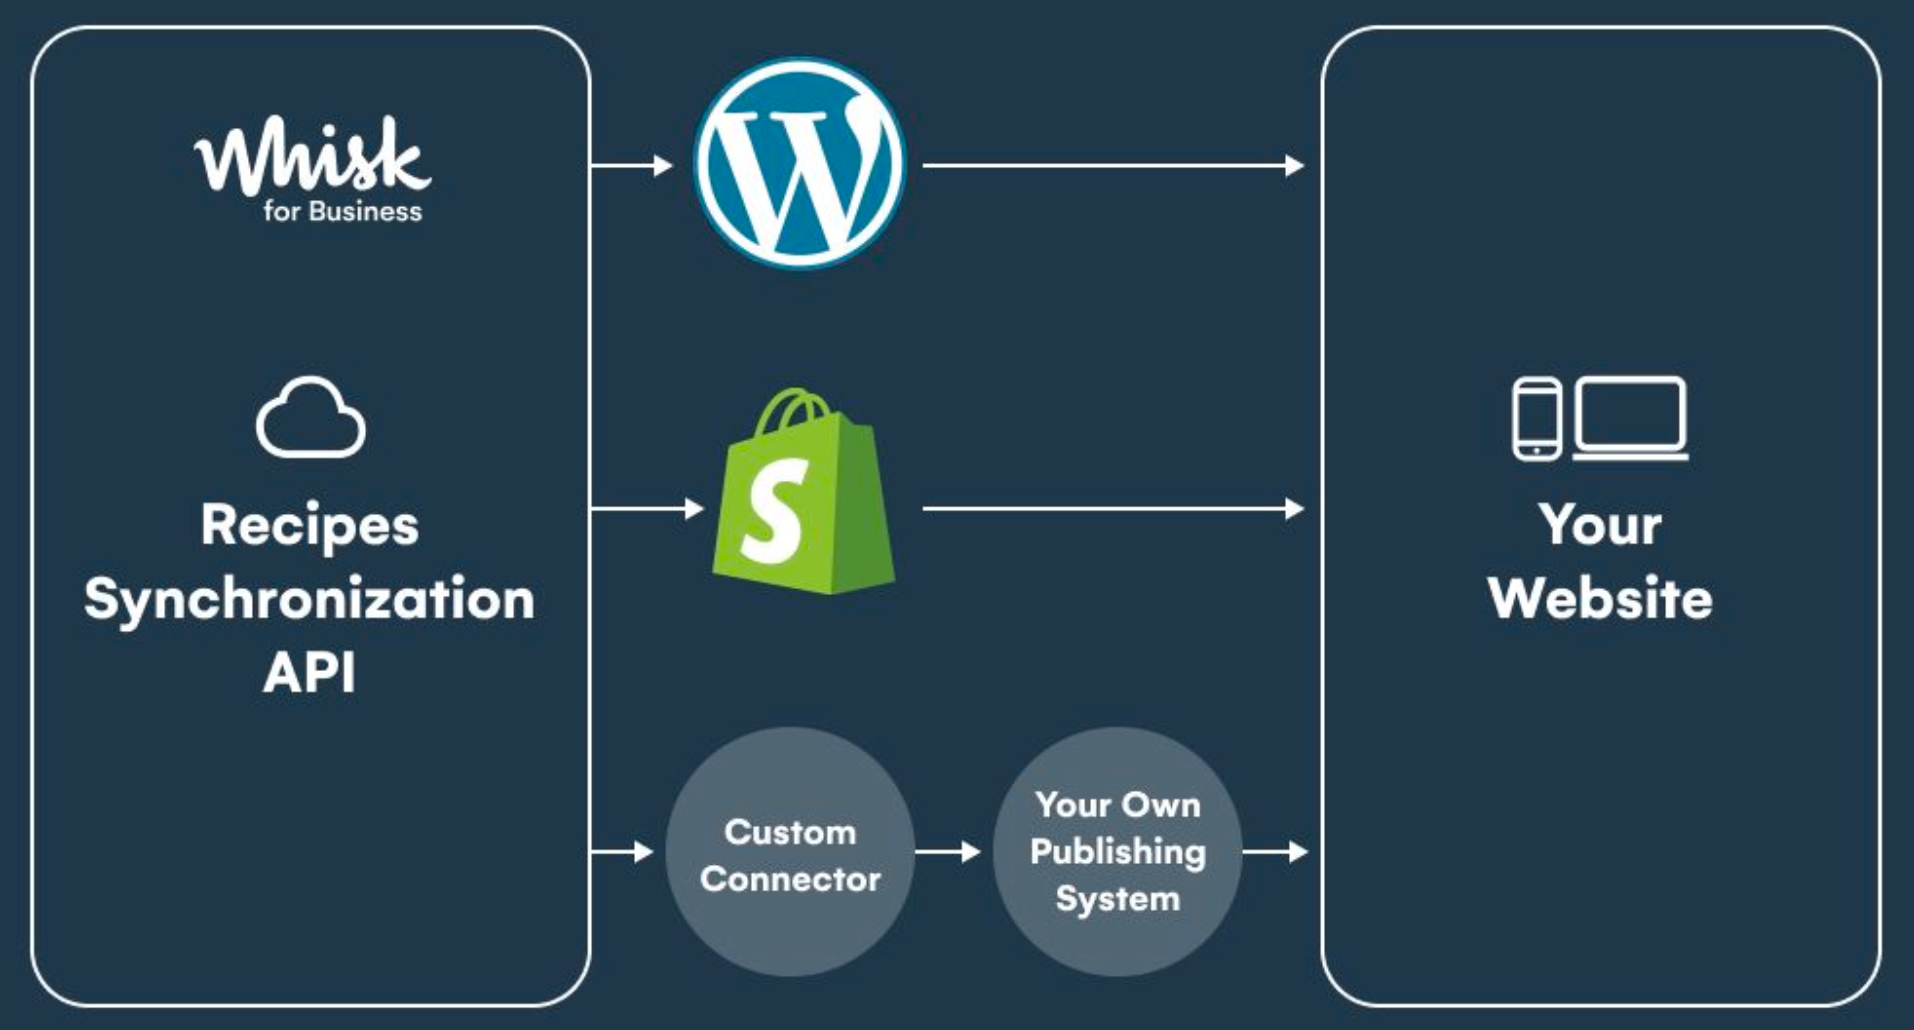 Whisk
for Business
Recipes
Synchronization
API
W
S
Custom
Connector
Your Own
Publishing
System
Your
Website